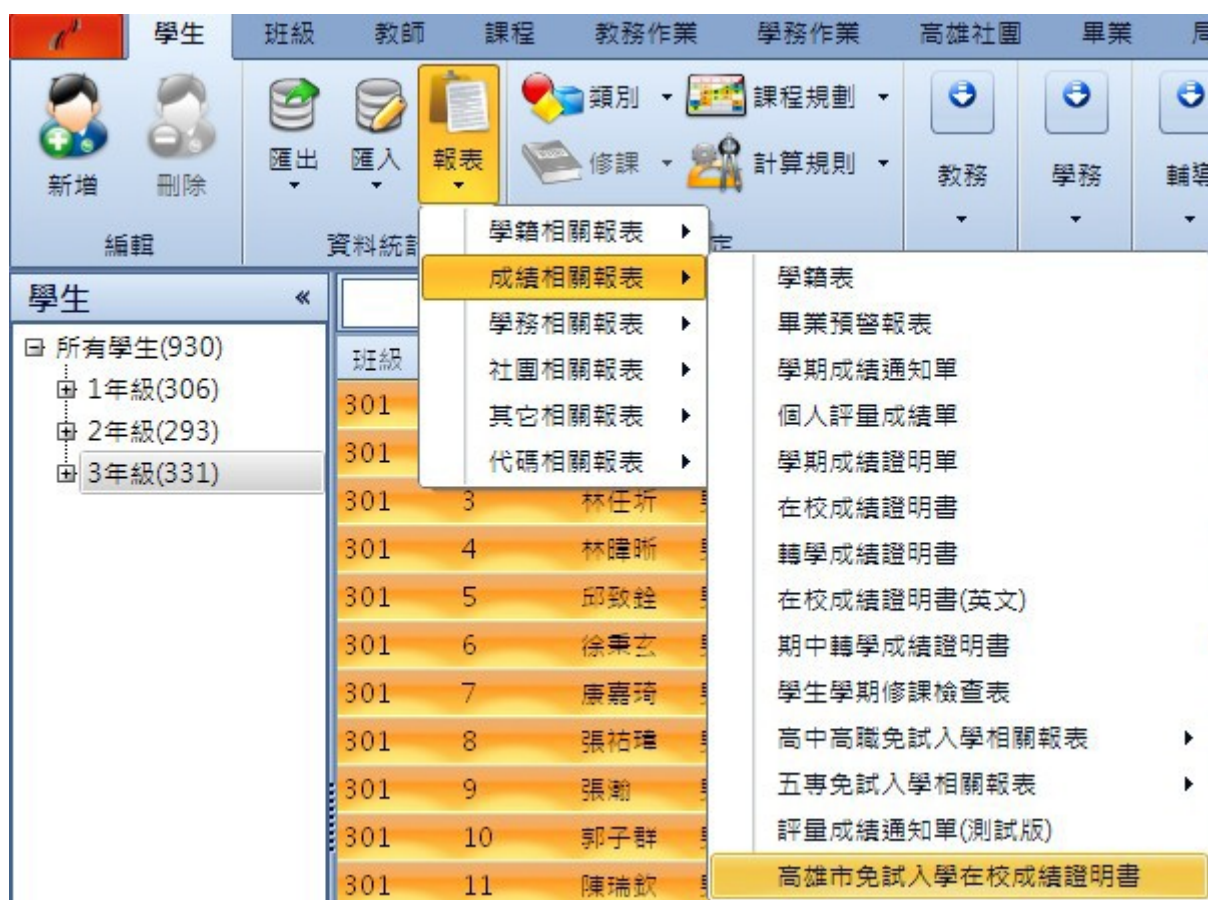 學生 班級 教師 課程 教務作業 學務作業 高雄社團 畢業
新增 刪除 匯出 匯入 報表 類別 課程規劃
修課 計算規則 教務 學務 輔導
編輯 資料統計 定
學籍相關報表
成績相關報表
學務相關報表
社團相關報表
其它相關報表
代碼相關報表
學籍表
畢業預警報表
學期成績通知單
個人評量成績單
學期成績證明單
在校成績證明書
轉學成績證明書
在校成績證明書(英文)
期中轉學成績證明書
學生學期修課檢查表
高中高職免試入學相關報表
五專免試入學相關報表
評量成績通知單(測試版)
高雄市免試入學在校成績證明書
學生 «
所有學生(930)
1年級(306)
2年級(293)
3年級(331)
班級
301
301
301 3 林任圻
301 4 林暐晰
301 5 邱致銓
301 6 徐秉玄
301 7 康嘉琦
301 8 張祐瑋
301 9 張瀚
301 10 郭子群
301 11 陳瑞欽